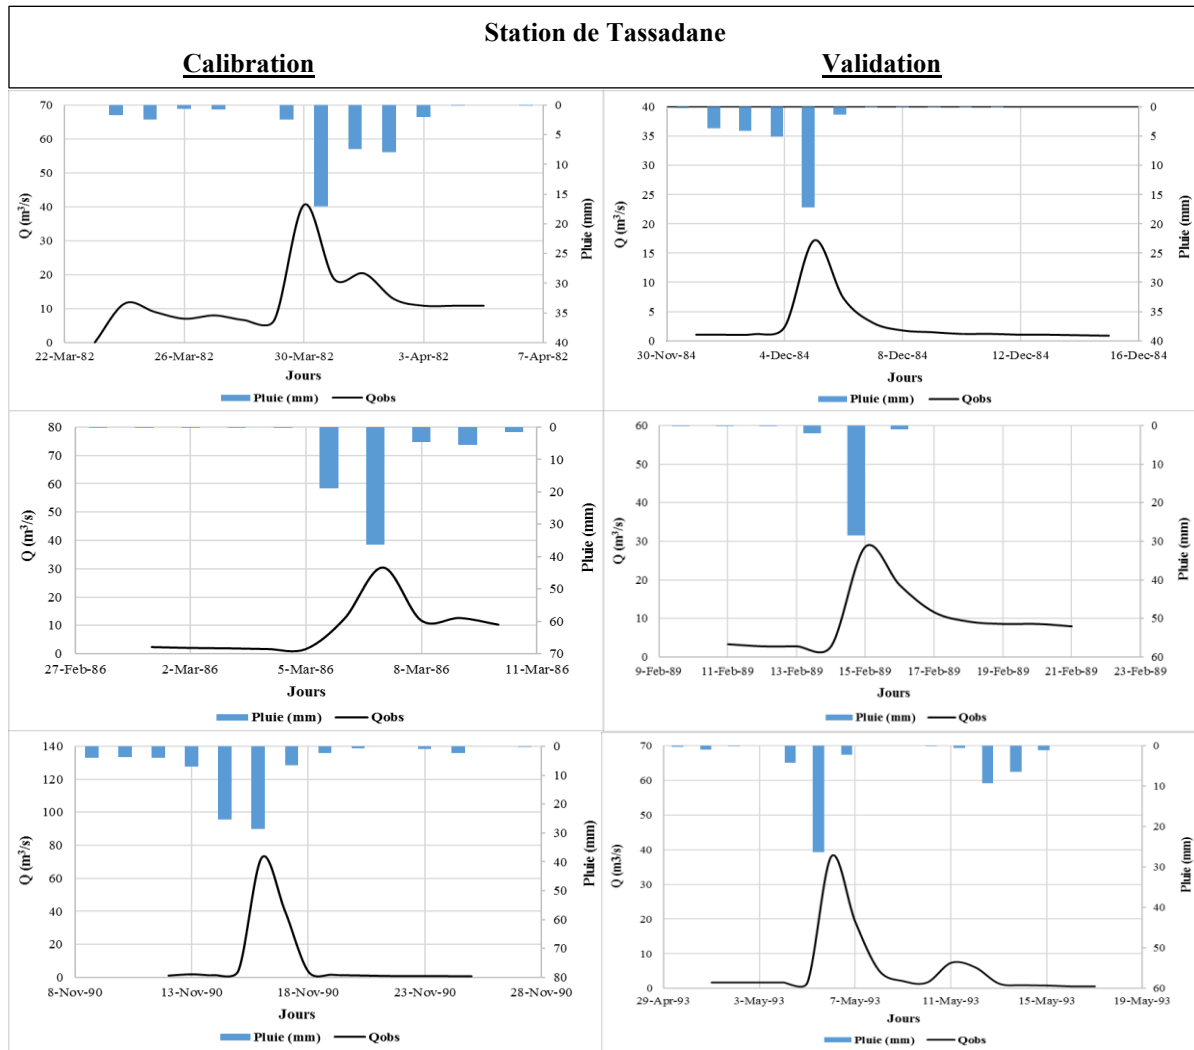 Station de Tassadane
Calibration
Validation
70
60
50
40
30
20
10
0
Q (m³/s)
0
5
10
15
20
25
30
35
40
Pluie (mm)
22-Mar-82 26-Mar-82 30-Mar-82 3-Apr-82 7-Apr-82
Jours
Pluie (mm) Qobs
40
35
30
25
20
15
10
5
0
Q (m³/s)
0
5
10
15
20
25
30
35
40
Pluie (mm)
30-Nov-84 4-Dec-84 8-Dec-84 12-Dec-84 16-Dec-84
Jours
Pluie (mm) Qobs
80
70
60
50
40
30
20
10
0
Q (m³/s)
0
10
20
30
40
50
60
70
Pluie (mm)
27-Feb-86 2-Mar-86 5-Mar-86 8-Mar-86 11-Mar-86
Jours
Pluie (mm) Qobs
60
50
40
30
20
10
0
Q (m³/s)
0
10
20
30
40
50
60
Pluie (mm)
9-Feb-89 11-Feb-89 13-Feb-89 15-Feb-89 17-Feb-89 19-Feb-89 21-Feb-89 23-Feb-89
Jours
Pluie (mm) Qobs
140
120
100
80
60
40
20
0
Q (m³/s)
0
10
20
30
40
50
60
70
80
Pluie (mm)
8-Nov-90 13-Nov-90 18-Nov-90 23-Nov-90 28-Nov-90
Jours
Pluie (mm) Qobs
70
60
50
40
30
20
10
0
Q (m3/s)
0
10
20
30
40
50
60
Pluie (mm)
29-Apr-93 3-May-93 7-May-93 11-May-93 15-May-93 19-May-93
Jours
Pluie (mm) Qobs